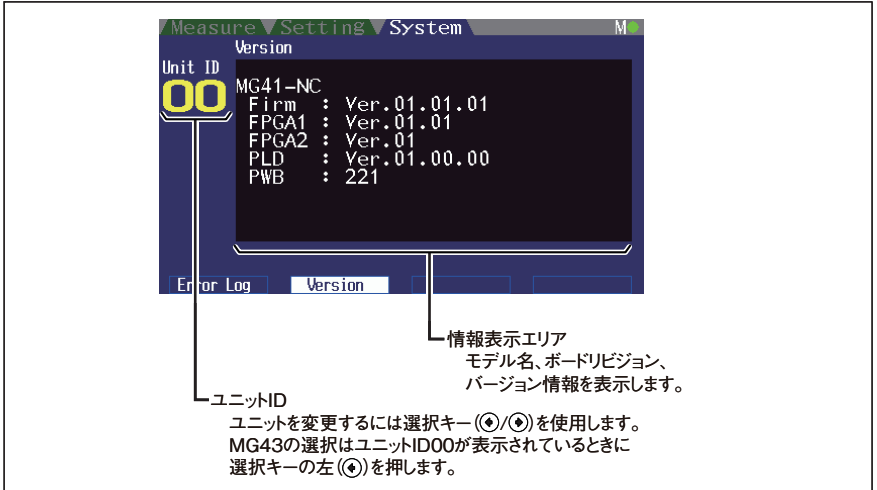 Measure Setting System M
Version
Unit ID
00
MG41-NC
Firm : Ver.01.01.01
FPGA1 : Ver.01.01
FPGA2 : Ver.01
PLD : Ver.01.00.00
PWB : 221
Error Log Version
情報表示エリア
モデル名、ボードリビジョン、
バージョン情報を表示します。
ユニットID
ユニットを変更するには選択キー(/)を使用します。
MG43の選択はユニットID00が表示されているときに
選択キーの左()を押します。